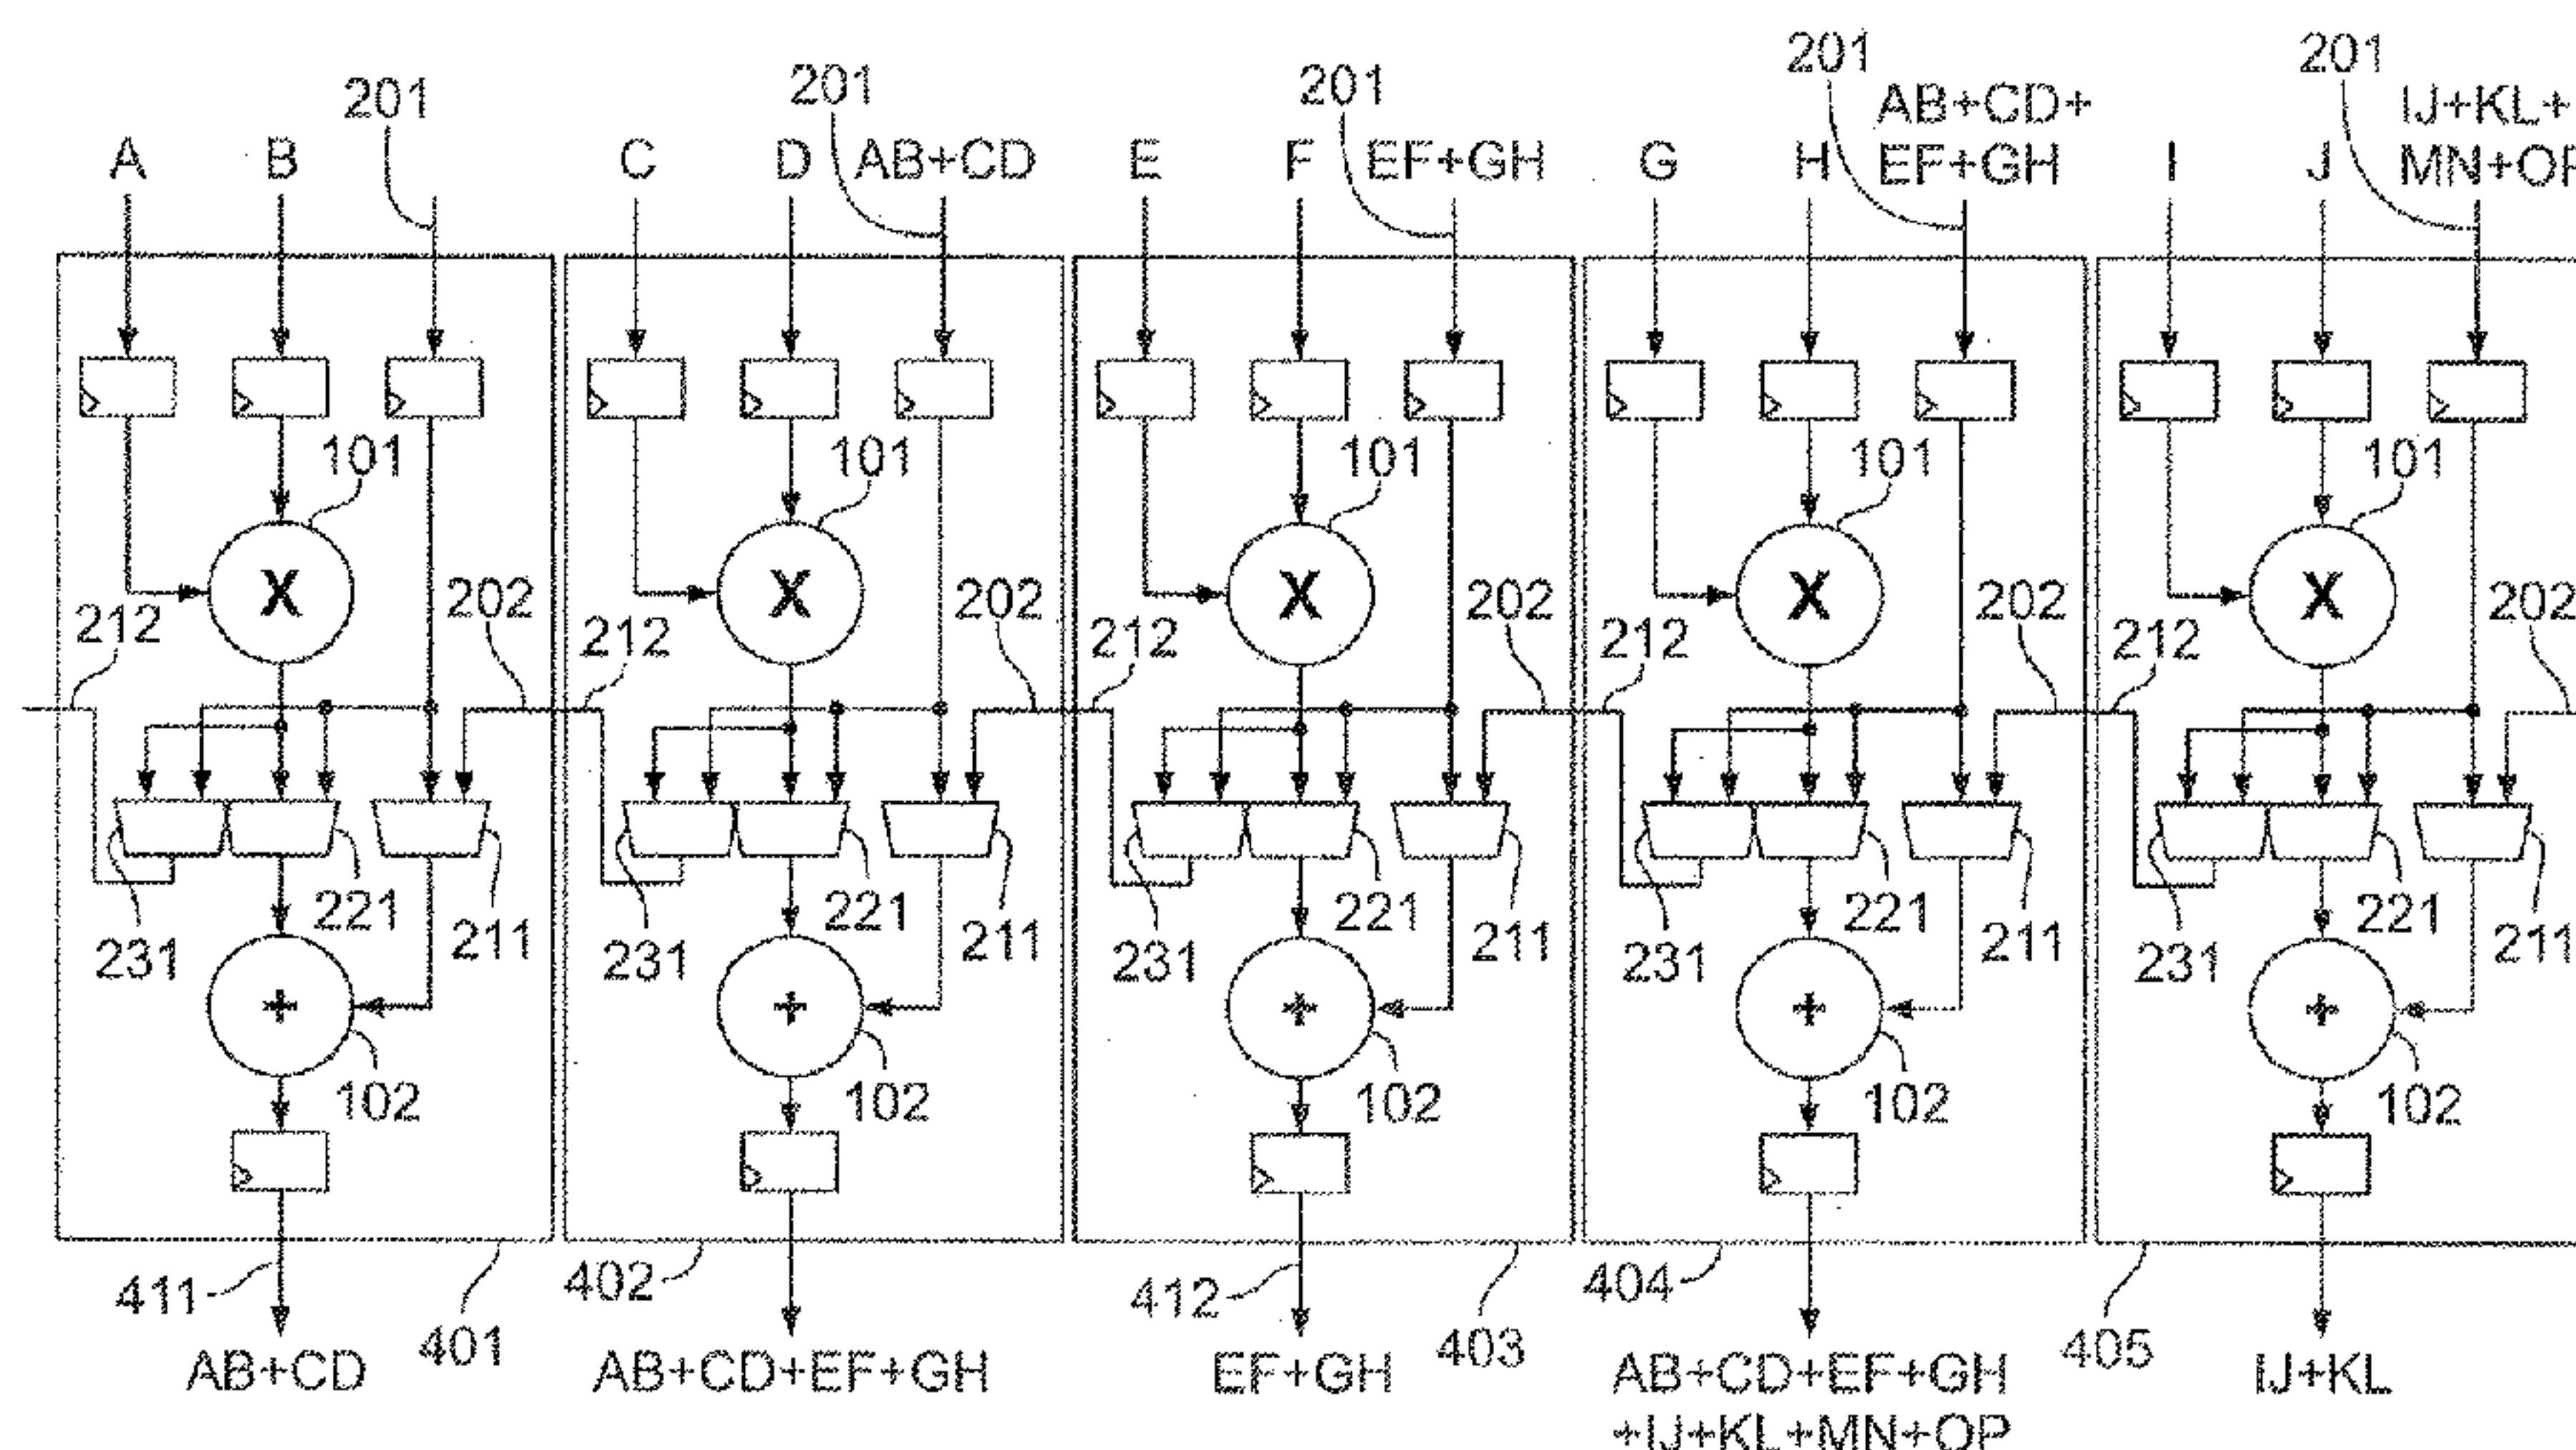 201 201 201 201 201
AB+CD+ IJ+KL+
A B C D AB+CD E F EF+GH G H EF+GH I J MN+OP
101 101 101 101 101
X X X X X
202 202 202 202 202
212 212 212 212 212
221 221 221 221 221
231 211 231 211 231 211 231 211 231 211
+ + + + +
102 102 102 102 102
411 401 402 412 403 404 405
AB+CD AB+CD+EF+GH EF+GH AB+CD+EF+GH IJ+KL
+IJ+KL+MN+OP